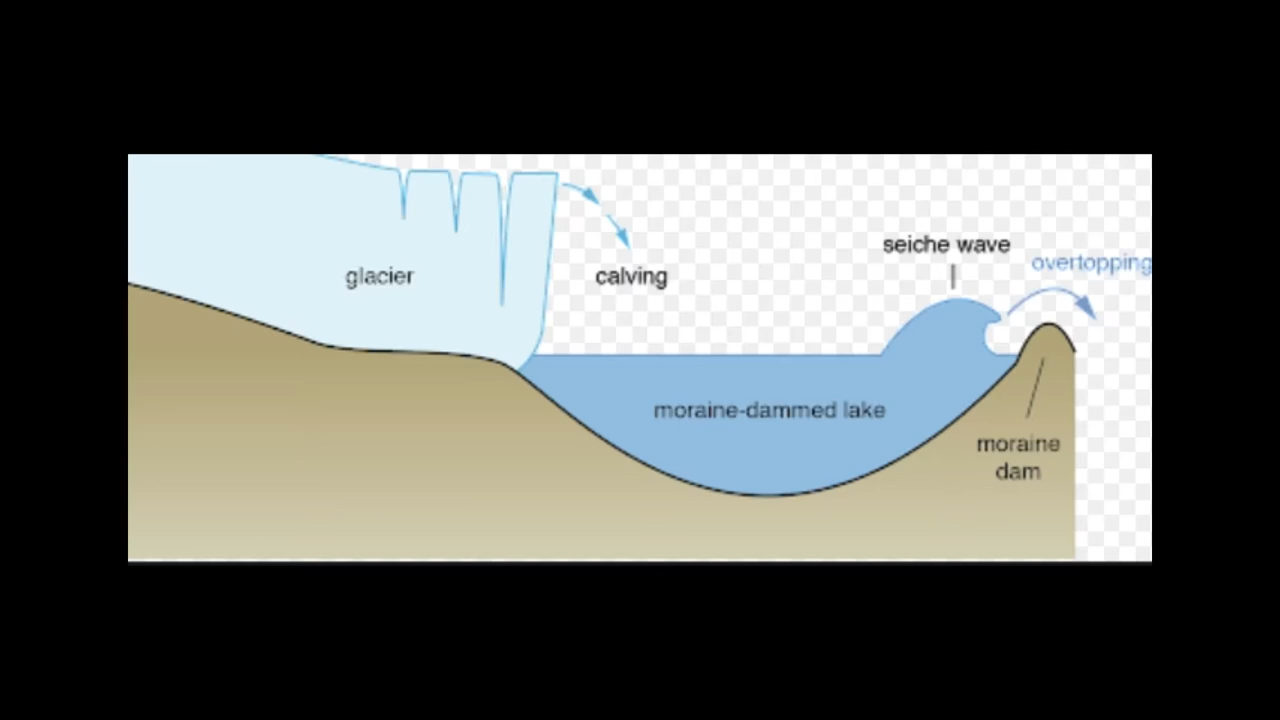 seiche wave
overtopping
glacier
calving
moraine-dammed lake
moraine
dam